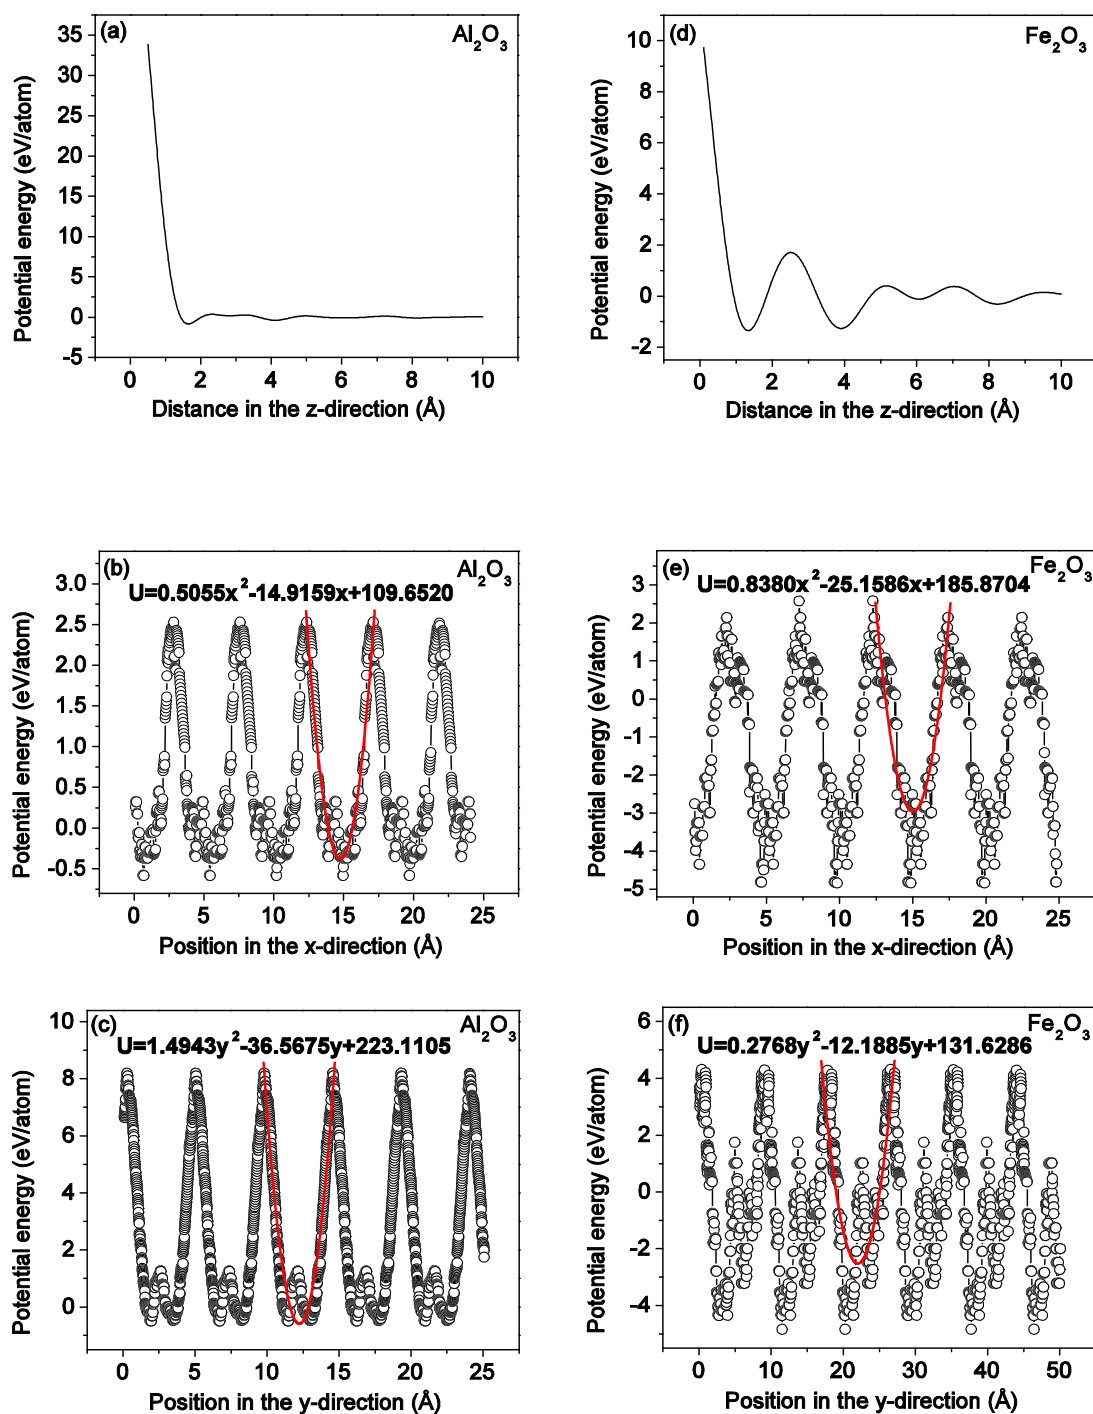 (a)
Al₂O₃
35
30
25
20
15
10
5
0
-5
Potential energy (eV/atom)
0 2 4 6 8 10
Distance in the z-direction (Å)
(d)
Fe₂O₃
10
8
6
4
2
0
-2
Potential energy (eV/atom)
0 2 4 6 8 10
Distance in the z-direction (Å)
(b)
Al₂O₃
U=0.5055x²-14.9159x+109.6520
3.0
2.5
2.0
1.5
1.0
0.5
0.0
-0.5
Potential energy (eV/atom)
0 5 10 15 20 25
Position in the x-direction (Å)
(e)
Fe₂O₃
U=0.8380x²-25.1586x+185.8704
3
2
1
0
-1
-2
-3
-4
-5
Potential energy (eV/atom)
0 5 10 15 20 25
Position in the x-direction (Å)
(c)
Al₂O₃
U=1.4943y²-36.5675y+223.1105
10
8
6
4
2
0
Potential energy (eV/atom)
0 5 10 15 20 25
Position in the y-direction (Å)
(f)
Fe₂O₃
U=0.2768y²-12.1885y+131.6286
6
4
2
0
-2
-4
Potential energy (eV/atom)
0 10 20 30 40 50
Position in the y-direction (Å)